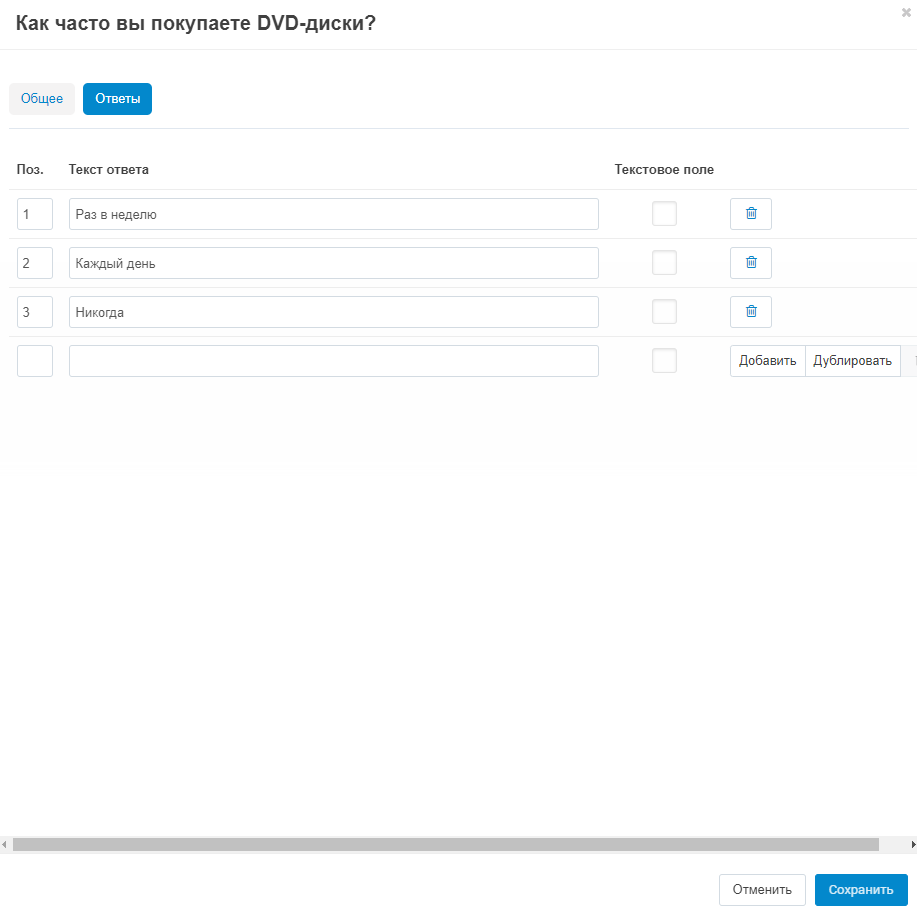 Как часто вы покупаете DVD-диски?
Общее Ответы
Поз. Текст ответа Текстовое поле
1 Раз в неделю
2 Каждый день
3 Никогда
Добавить Дублировать
Отменить Сохранить